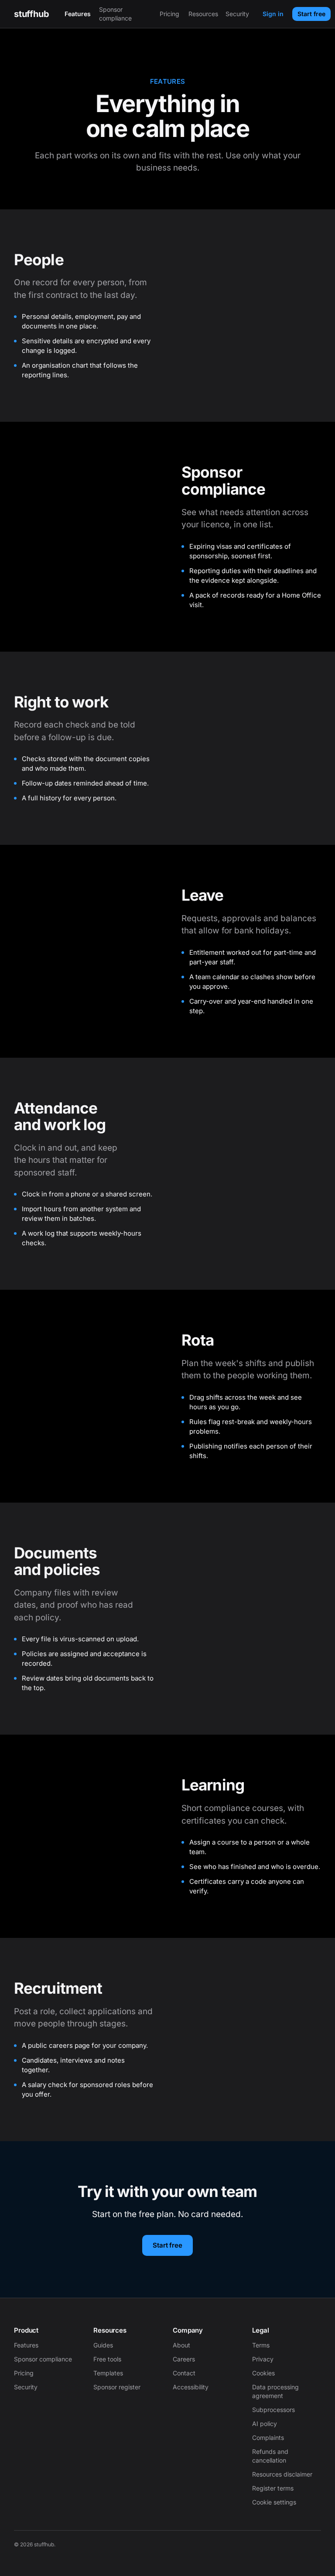 stuffhub
Features
Sponsor
compliance
Pricing
Resources
Security
Sign in
Start free
FEATURES
Everything in
one calm place
Each part works on its own and fits with the rest. Use only what your
business needs.
People
One record for every person, from
the first contract to the last day.
Personal details, employment, pay and
documents in one place.
Sensitive details are encrypted and every
change is logged.
An organisation chart that follows the
reporting lines.
Sponsor
compliance
See what needs attention across
your licence, in one list.
Expiring visas and certificates of
sponsorship, soonest first.
Reporting duties with their deadlines and
the evidence kept alongside.
A pack of records ready for a Home Office
visit.
Right to work
Record each check and be told
before a follow-up is due.
Checks stored with the document copies
and who made them.
Follow-up dates reminded ahead of time.
A full history for every person.
Leave
Requests, approvals and balances
that allow for bank holidays.
Entitlement worked out for part-time and
part-year staff.
A team calendar so clashes show before
you approve.
Carry-over and year-end handled in one
step.
Attendance
and work log
Clock in and out, and keep
the hours that matter for
sponsored staff.
Clock in from a phone or a shared screen.
Import hours from another system and
review them in batches.
A work log that supports weekly-hours
checks.
Rota
Plan the week's shifts and publish
them to the people working them.
Drag shifts across the week and see
hours as you go.
Rules flag rest-break and weekly-hours
problems.
Publishing notifies each person of their
shifts.
Documents
and policies
Company files with review
dates, and proof who has read
each policy.
Every file is virus-scanned on upload.
Policies are assigned and acceptance is
recorded.
Review dates bring old documents back to
the top.
Learning
Short compliance courses, with
certificates you can check.
Assign a course to a person or a whole
team.
See who has finished and who is overdue.
Certificates carry a code anyone can
verify.
Recruitment
Post a role, collect applications and
move people through stages.
A public careers page for your company.
Candidates, interviews and notes
together.
A salary check for sponsored roles before
you offer.
Try it with your own team
Start on the free plan. No card needed.
Start free
Product
Features
Sponsor compliance
Pricing
Security
Resources
Guides
Free tools
Templates
Sponsor register
Company
About
Careers
Contact
Accessibility
Legal
Terms
Privacy
Cookies
Data processing
agreement
Subprocessors
AI policy
Complaints
Refunds and
cancellation
Resources disclaimer
Register terms
Cookie settings
© 2026 stuffhub.